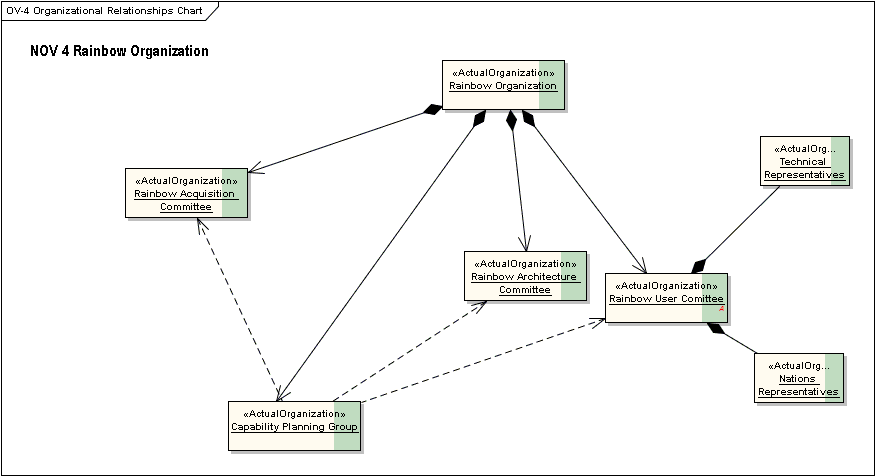 OV-4 Organizational Relationships Chart
NOV 4 Rainbow Organization
«ActualOrganization»
Rainbow Organization
«ActualOrg...
Technical
Representatives
«ActualOrganization»
Rainbow Acquisition
Committee
«ActualOrganization»
Rainbow Architecture
Committee
«ActualOrganization»
Rainbow User Comittee
«ActualOrg...
Nations
Representatives
«ActualOrganization»
Capability Planning Group